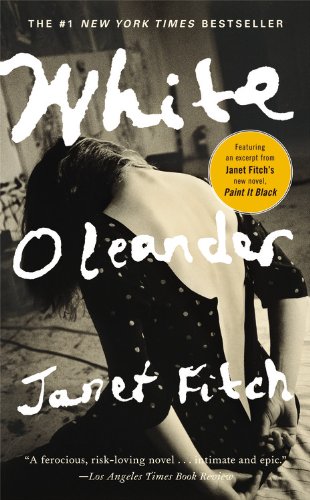 THE #1 NEW YORK TIMES BESTSELLER
White
Featuring
an excerpt from
Janet Fitch's
new novel,
Paint It Black
Oleander
Janet Fitch
"A ferocious, risk-loving novel . . . intimate and epic."
—Los Angeles Times Book Review